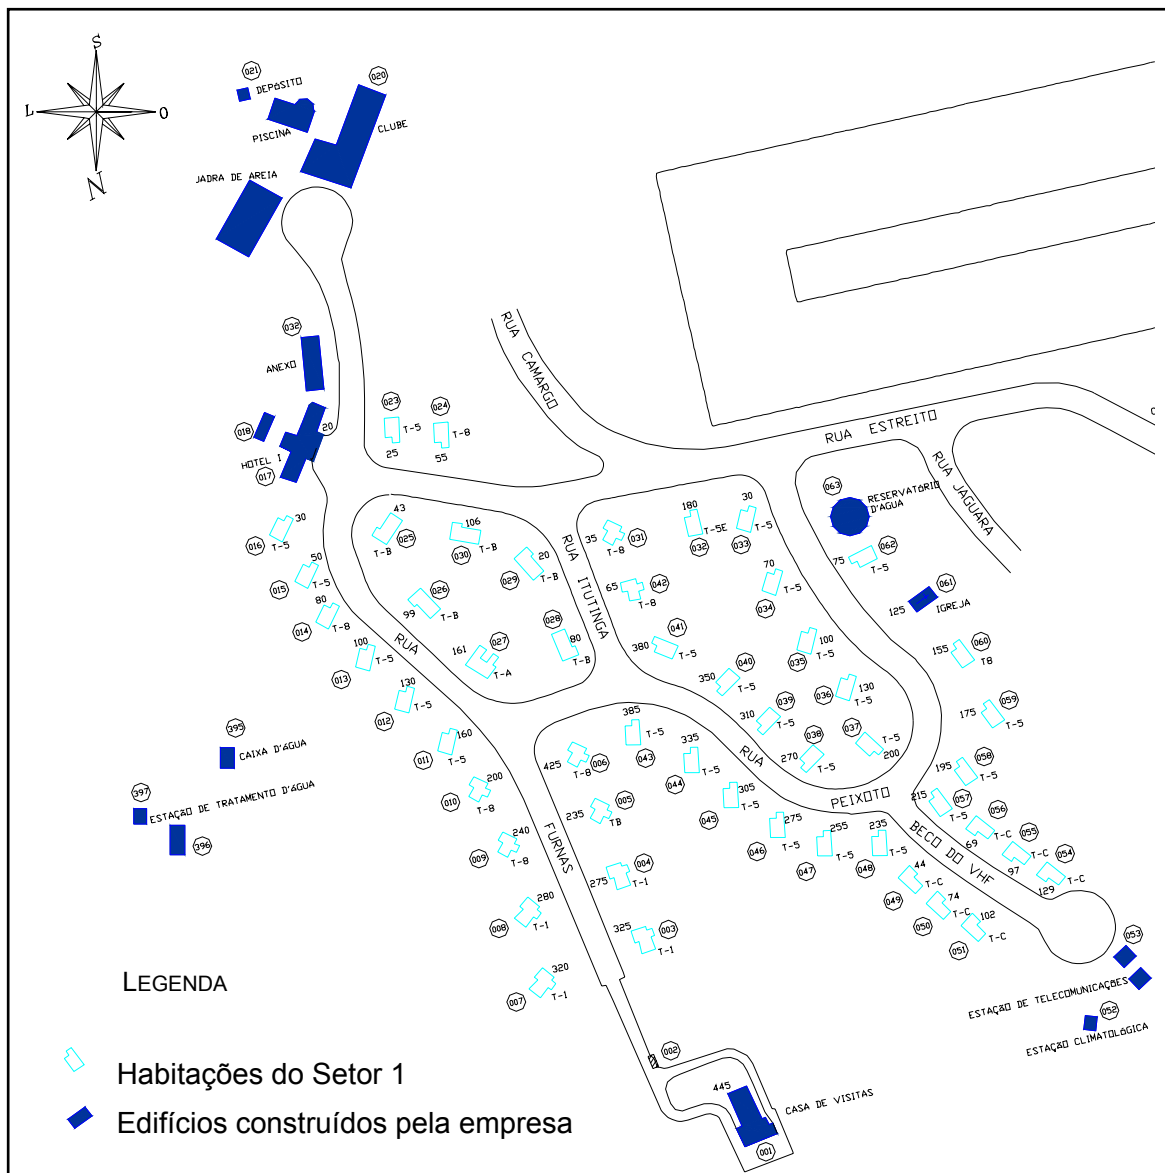 S
L
O
N
021
DEPÓSITO
020
PISCINA
CLUBE
JADRA DE AREIA
032
ANEXO
018
HOTEL 1
20
017
023
T-5
25
024
T-8
55
RUA CAMARGO
RUA ESTREITO
RUA JAGUARA
063
RESERVATÓRIO
D'AGUA
062
75
T-5
061
125
IGREJA
060
155
T8
059
175
T-5
058
195
T-5
057
215
T-5
056
T-C
69
055
T-C
97
054
T-C
129
30
016
T-5
50
015
T-5
80
014
T-8
100
013
T-5
130
012
T-5
160
011
T-5
200
010
T-8
240
009
T-8
280
008
T-1
320
007
T-1
43
T-B
025
106
030
T-B
20
029
T-B
026
99
028
80
T-B
027
161
T-A
RUA
FURNAS
RUA ITUTINGA
35
031
T-8
180
T-5E
032
30
033
T-5
65
042
T-8
70
T-5
034
041
380
T-5
100
035
T-5
040
350
T-5
036
130
T-5
039
310
T-5
038
270
T-5
037
T-5
200
RUA
PEIXOTO
BECO DO VHF
385
T-5
043
425
006
T-8
335
044
T-5
005
235
TB
305
045
T-5
275
046
T-5
255
047
T-5
235
048
T-5
004
275
T-1
325
003
T-1
44
049
T-C
74
050
T-C
102
051
T-C
395
CAIXA D'ÁGUA
397
ESTAÇÃO DE TRATAMENTO D'ÁGUA
396
053
ESTAÇÃO DE TELECOMUNICAÇÕES
052
ESTAÇÃO CLIMATOLÓGICA
002
445
CASA DE VISITAS
001
LEGENDA
Habitações do Setor 1
Edifícios construídos pela empresa